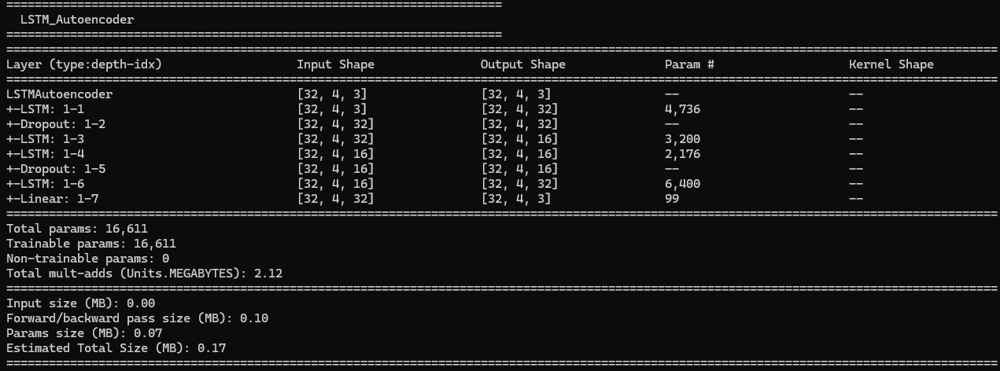 ======================================================================
  LSTM_Autoencoder
======================================================================
============================================================================================================================================
Layer (type:depth-idx)                   Input Shape               Output Shape              Param #                   Kernel Shape
============================================================================================================================================
LSTMAutoencoder                          [32, 4, 3]                [32, 4, 3]                --                        --
+-LSTM: 1-1                              [32, 4, 3]                [32, 4, 32]               4,736                     --
+-Dropout: 1-2                           [32, 4, 32]               [32, 4, 32]               --                        --
+-LSTM: 1-3                              [32, 4, 32]               [32, 4, 16]               3,200                     --
+-LSTM: 1-4                              [32, 4, 16]               [32, 4, 16]               2,176                     --
+-Dropout: 1-5                           [32, 4, 16]               [32, 4, 16]               --                        --
+-LSTM: 1-6                              [32, 4, 16]               [32, 4, 32]               6,400                     --
+-Linear: 1-7                            [32, 4, 32]               [32, 4, 3]                99                        --
============================================================================================================================================
Total params: 16,611
Trainable params: 16,611
Non-trainable params: 0
Total mult-adds (Units.MEGABYTES): 2.12
============================================================================================================================================
Input size (MB): 0.00
Forward/backward pass size (MB): 0.10
Params size (MB): 0.07
Estimated Total Size (MB): 0.17
============================================================================================================================================